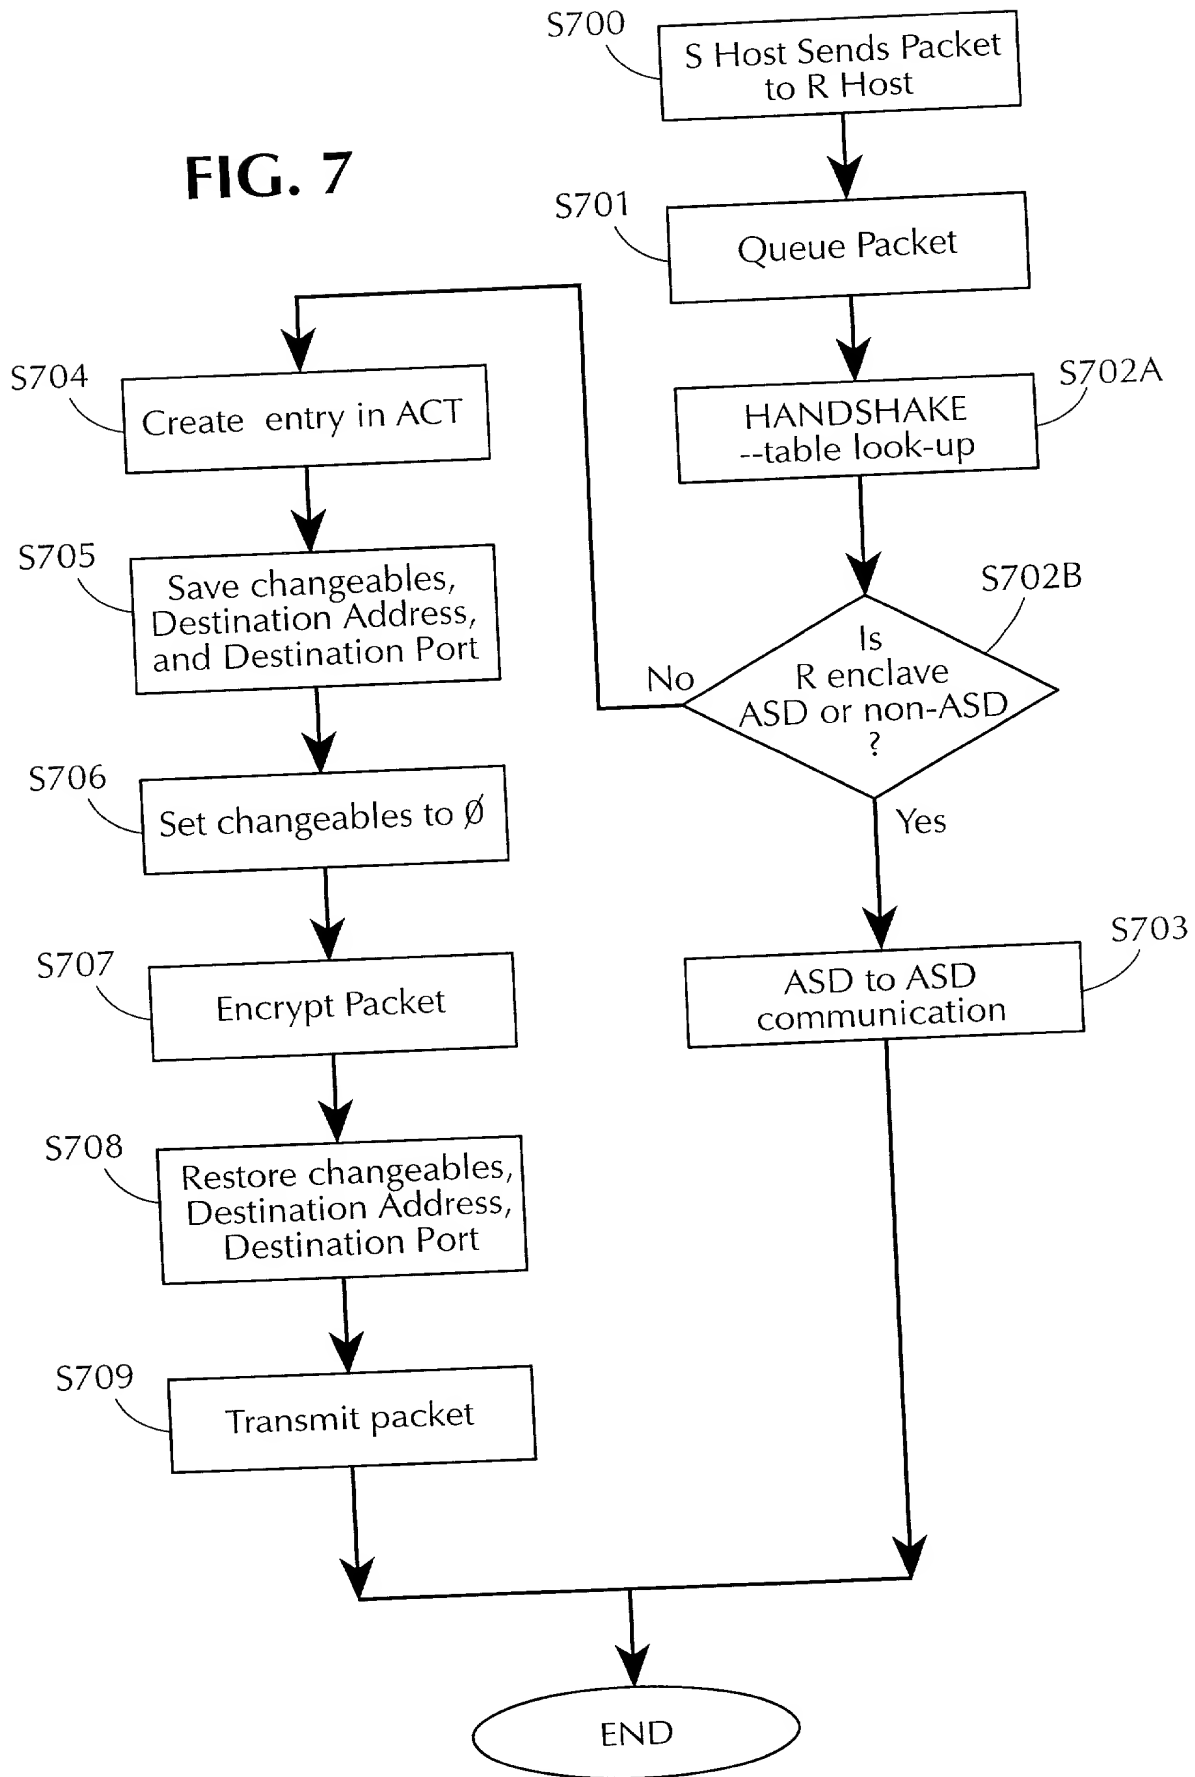 FIG. 7
S700
S Host Sends Packet
to R Host
S701
Queue Packet
S702A
HANDSHAKE
--table look-up
S702B
Is
R enclave
ASD or non-ASD
?
No
Yes
S703
ASD to ASD
communication
S704
Create entry in ACT
S705
Save changeables,
Destination Address,
and Destination Port
S706
Set changeables to Ø
S707
Encrypt Packet
S708
Restore changeables,
Destination Address,
Destination Port
S709
Transmit packet
END